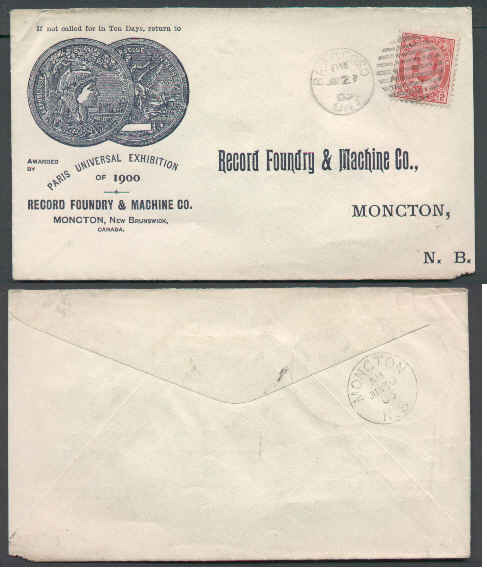 If not called for in Ten Days, return to
AWARDED
BY
PARIS UNIVERSAL EXHIBITION
OF 1900
RECORD FOUNDRY & MACHINE CO.
MONCTON, NEW BRUNSWICK,
CANADA.
Record Foundry & Machine Co.,
MONCTON,
N. B.
MONCTON
AM
N.B